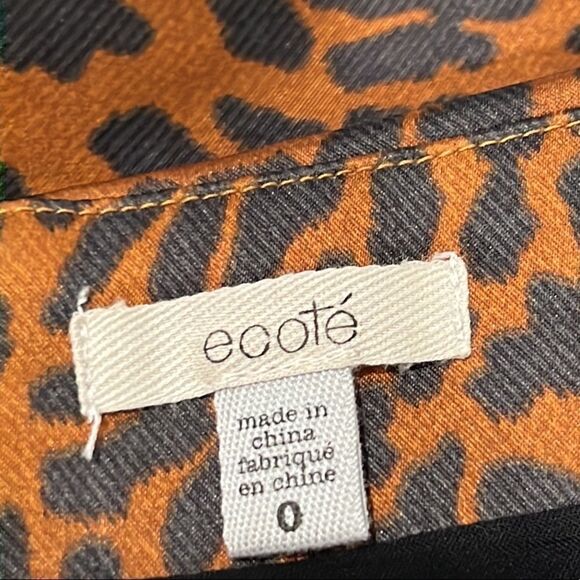 ecoté
made in
china
fabriqué
en chine
0